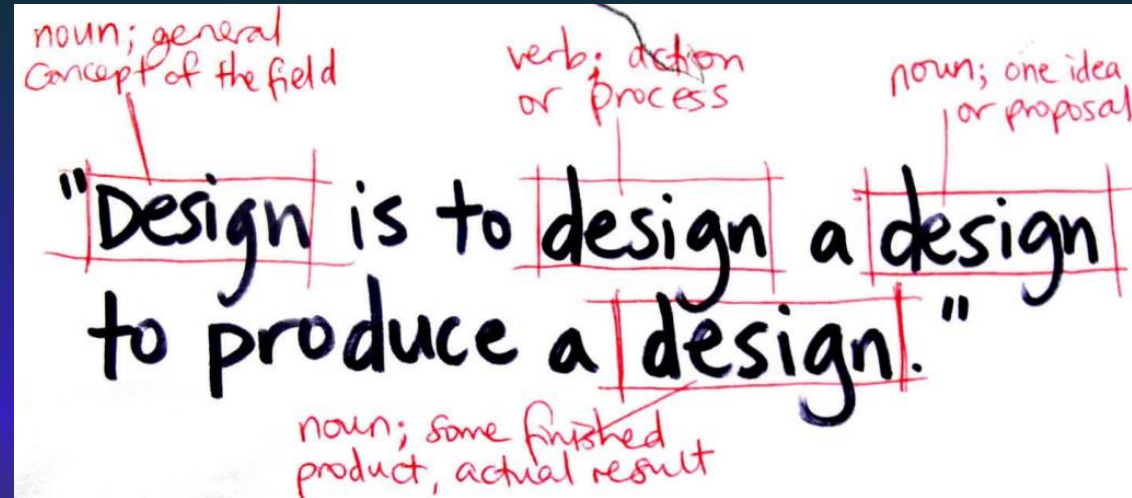 noun; general
concept of the field
verb; action
or process
noun; one idea
or proposal
"Design is to design a design
to produce a design."
noun; some finished
product, actual result